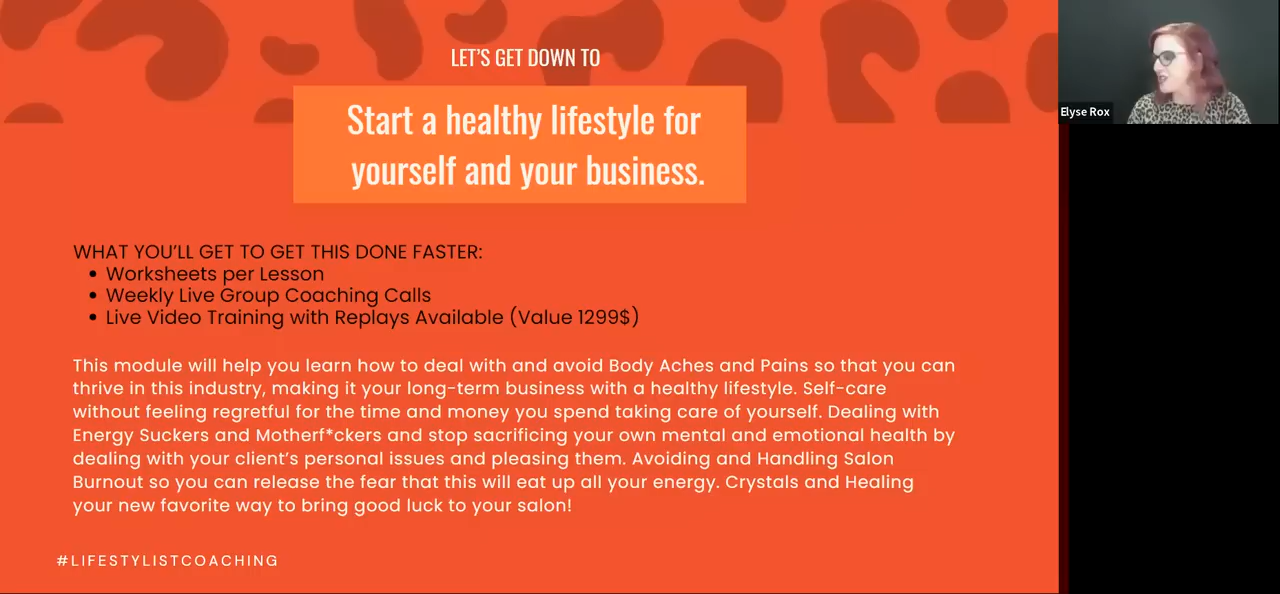 LET'S GET DOWN TO
Start a healthy lifestyle for
yourself and your business.
Elyse Rox
WHAT YOU'LL GET TO GET THIS DONE FASTER:
• Worksheets per Lesson
• Weekly Live Group Coaching Calls
• Live Video Training with Replays Available (Value 1299$)
This module will help you learn how to deal with and avoid Body Aches and Pains so that you can
thrive in this industry, making it your long-term business with a healthy lifestyle. Self-care
without feeling regretful for the time and money you spend taking care of yourself. Dealing with
Energy Suckers and Motherf*ckers and stop sacrificing your own mental and emotional health by
dealing with your client's personal issues and pleasing them. Avoiding and Handling Salon
Burnout so you can release the fear that this will eat up all your energy. Crystals and Healing
your new favorite way to bring good luck to your salon!
#LIFESTYLISTCOACHING